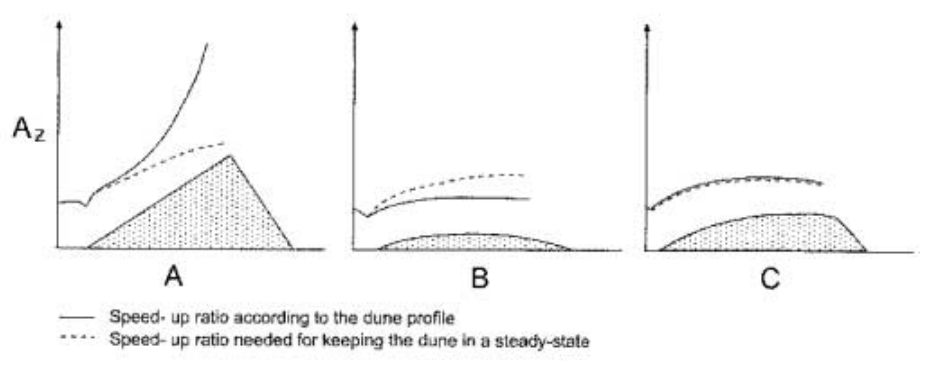 A_z
A B C
Speed- up ratio according to the dune profile
Speed- up ratio needed for keeping the dune in a steady-state